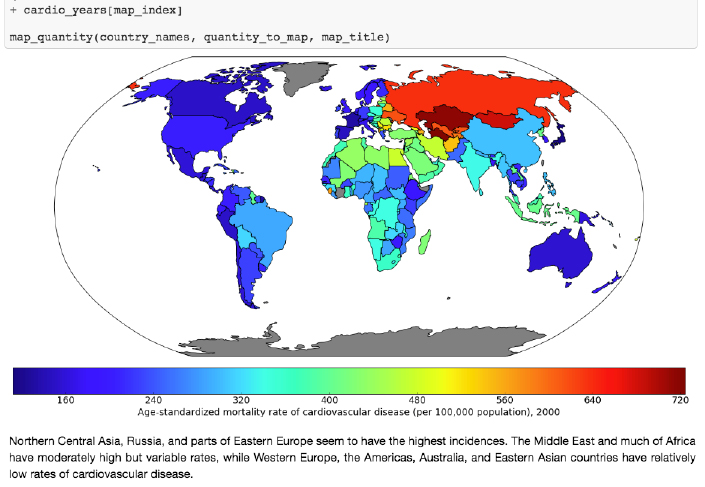 + cardio_years[map_index]
map_quantity(country_names, quantity_to_map, map_title)
160 240 320 400 480 560 640 720
Age-standardized mortality rate of cardiovascular disease (per 100,000 population), 2000
Northern Central Asia, Russia, and parts of Eastern Europe seem to have the highest incidences. The Middle East and much of Africa
have moderately high but variable rates, while Western Europe, the Americas, Australia, and Eastern Asian countries have relatively
low rates of cardiovascular disease.